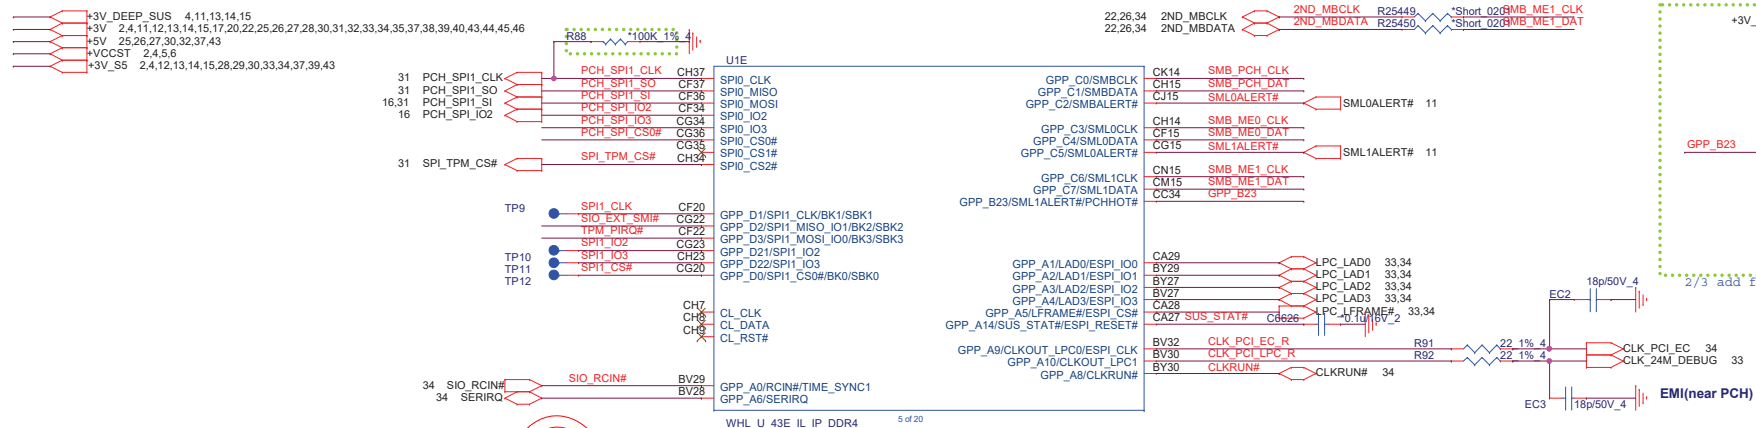 +3V_DEEP_SUS 4,11,13,14,15
+3V 2,4,11,12,13,14,15,17,20,22,25,26,27,28,30,31,32,33,34,35,37,38,39,40,43,44,45,46
+5V 25,26,27,30,32,37,43
+VCCST 2,4,5,6
+3V_S5 2,4,12,13,14,15,28,29,30,33,34,37,39,43
R88 *100K_1%_4
22,26,34 2ND_MBCLK 2ND_MBCLK R25449 *Short_0201 SMB_ME1_CLK
22,26,34 2ND_MBDATA 2ND_MBDATA R25450 *Short_0201 SMB_ME1_DAT
+3V_
U1E
31 PCH_SPI1_CLK PCH_SPI1_CLK CH37 SPI0_CLK
31 PCH_SPI1_SO PCH_SPI1_SO CF37 SPI0_MISO
16,31 PCH_SPI1_SI PCH_SPI1_SI CF36 SPI0_MOSI
16 PCH_SPI_IO2 PCH_SPI_IO2 CF34 SPI0_IO2
PCH_SPI_IO3 CG34 SPI0_IO3
PCH_SPI_CS0# CG36 SPI0_CS0#
CG35 SPI0_CS1#
31 SPI_TPM_CS# SPI_TPM_CS# CH34 SPI0_CS2#
TP9 SPI1_CLK CF20 GPP_D1/SPI1_CLK/BK1/SBK1
SIO_EXT_SMI# CG22 GPP_D2/SPI1_MISO_IO1/BK2/SBK2
TPM_PIRQ# CF22 GPP_D3/SPI1_MOSI_IO0/BK3/SBK3
TP10 SPI1_IO2 CG23 GPP_D21/SPI1_IO2
TP11 SPI1_IO3 CH23 GPP_D22/SPI1_IO3
TP12 SPI1_CS# CG20 GPP_D0/SPI1_CS0#/BK0/SBK0
CH7 CL_CLK
CH8 CL_DATA
CH9 CL_RST#
34 SIO_RCIN# SIO_RCIN# BV29 GPP_A0/RCIN#/TIME_SYNC1
34 SERIRQ BV28 GPP_A6/SERIRQ
GPP_C0/SMBCLK CK14 SMB_PCH_CLK
GPP_C1/SMBDATA CH15 SMB_PCH_DAT
GPP_C2/SMBALERT# CJ15 SML0ALERT# SML0ALERT# 11
GPP_C3/SML0CLK CH14 SMB_ME0_CLK
GPP_C4/SML0DATA CF15 SMB_ME0_DAT
GPP_C5/SML0ALERT# CG15 SML1ALERT# SML1ALERT# 11
GPP_C6/SML1CLK CN15 SMB_ME1_CLK
GPP_C7/SML1DATA CM15 SMB_ME1_DAT
GPP_B23/SML1ALERT#/PCHHOT# CC34 GPP_B23
GPP_B23
GPP_A1/LAD0/ESPI_IO0 CA29 LPC_LAD0 33,34
GPP_A2/LAD1/ESPI_IO1 BY29 LPC_LAD1 33,34
GPP_A3/LAD2/ESPI_IO2 BY27 LPC_LAD2 33,34
GPP_A4/LAD3/ESPI_IO3 BV27 LPC_LAD3 33,34
GPP_A5/LFRAME#/ESPI_CS# CA28 LPC_LFRAME# 33,34
GPP_A14/SUS_STAT#/ESPI_RESET# CA27 SUS_STAT# C6626 *0.1u/16V_2
GPP_A9/CLKOUT_LPC0/ESPI_CLK BV32 CLK_PCI_EC_R R91 22_1%_4 CLK_PCI_EC 34
GPP_A10/CLKOUT_LPC1 BV30 CLK_PCI_LPC_R R92 22_1%_4 CLK_24M_DEBUG 33
GPP_A8/CLKRUN# BY30 CLKRUN# CLKRUN# 34
EC2 18p/50V_4
EC3 18p/50V_4
2/3 add f
EMI(near PCH)
WHL_U_43E_IL_IP_DDR4 5 of 20